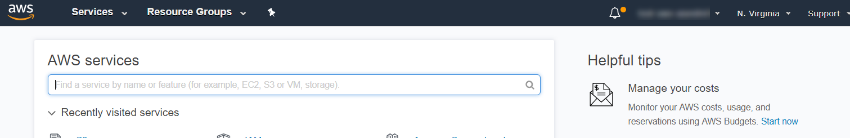 aws
Services Resource Groups N. Virginia Support
AWS services
Find a service by name or feature (for example, EC2, S3 or VM, storage).
Recently visited services
Helpful tips
Manage your costs
Monitor your AWS costs, usage, and
reservations using AWS Budgets. Start now